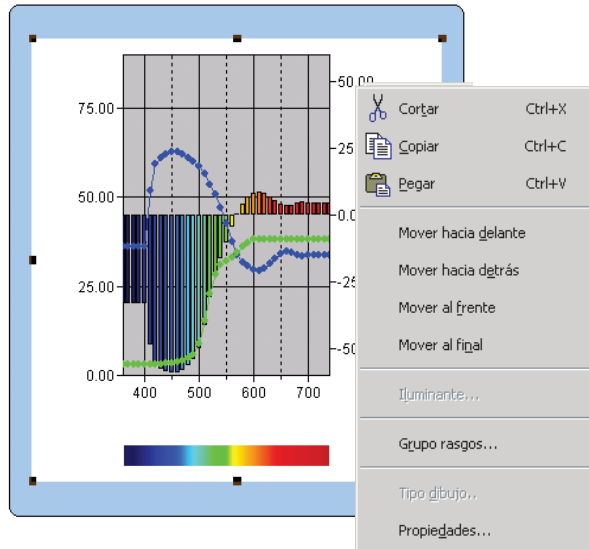 50.00
Cortar Ctrl+X
75.00
25
Copiar Ctrl+C
50.00
0.0
Pegar Ctrl+V
Mover hacia delante
25.00
-25
Mover hacia detrás
Mover al frente
0.00
-50
Mover al final
400 500 600 700
Iluminante...
Grupo rasgos...
Tipo dibujo..
Propiedades...